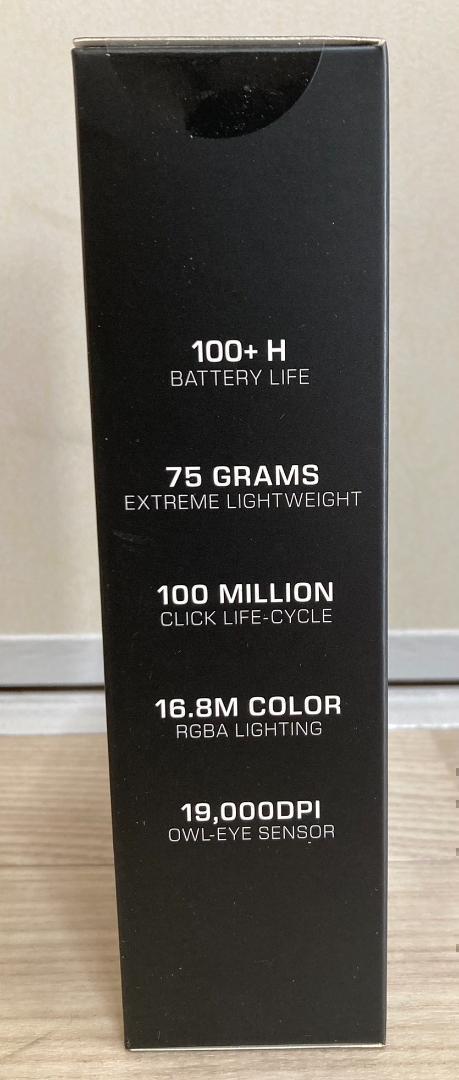 100+ H
BATTERY LIFE
75 GRAMS
EXTREME LIGHTWEIGHT
100 MILLION
CLICK LIFE-CYCLE
16.8M COLOR
RGBA LIGHTING
19,000DPI
OWL-EYE SENSOR